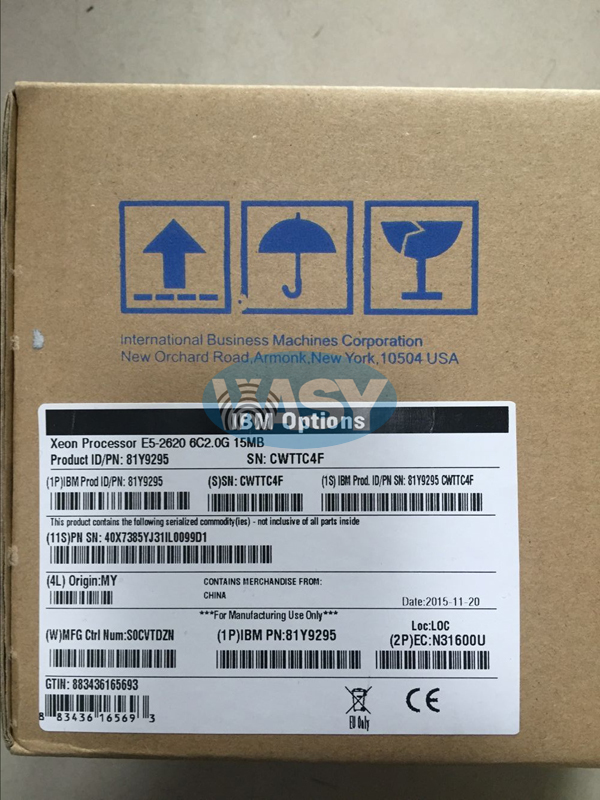 International Business Machines Corporation
New Orchard Road,Armonk,New York,10504 USA
WASY
IBM Options
Xeon Processor E5-2620 6C2.0G 15MB
Product ID/PN: 81Y9295 SN: CWTTC4F
(1P)IBM Prod ID/PN: 81Y9295 (S)SN: CWTTC4F (1S) IBM Prod. ID/PN SN: 81Y9295 CWTTC4F
This product contains the following serialized commodity(ies) - not inclusive of all parts inside
(11S)PN SN: 40X7385YJ31IL0099D1
(4L) Origin:MY CONTAINS MERCHANDISE FROM:
CHINA Date:2015-11-20
***For Manufacturing Use Only***
Loc:LOC
(W)MFG Ctrl Num:S0CVTDZN (1P)IBM PN:81Y9295 (2P)EC:N31600U
GTIN: 883436165693
8 83436 16569 3
EU Only
CE